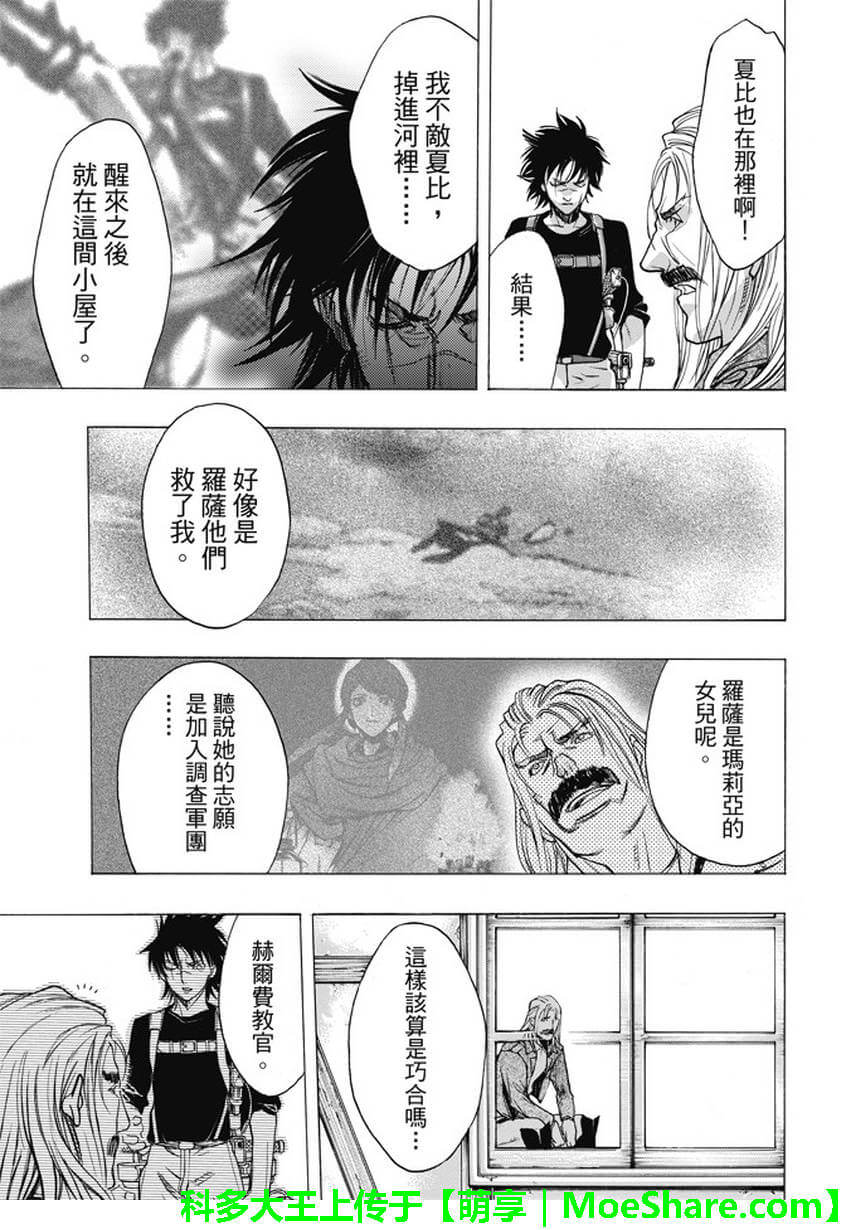 夏比也在那裡啊！
結果……
我不敵夏比，
掉進河裡……
醒來之後
就在這間小屋了。
好像是
羅薩他們
救了我。
羅薩是瑪莉亞的
女兒呢。
聽說她的志願
是加入調查軍團
……
這樣該算是巧合嗎…
赫爾費教官。
科多大王上传于【萌享｜MoeShare.com】